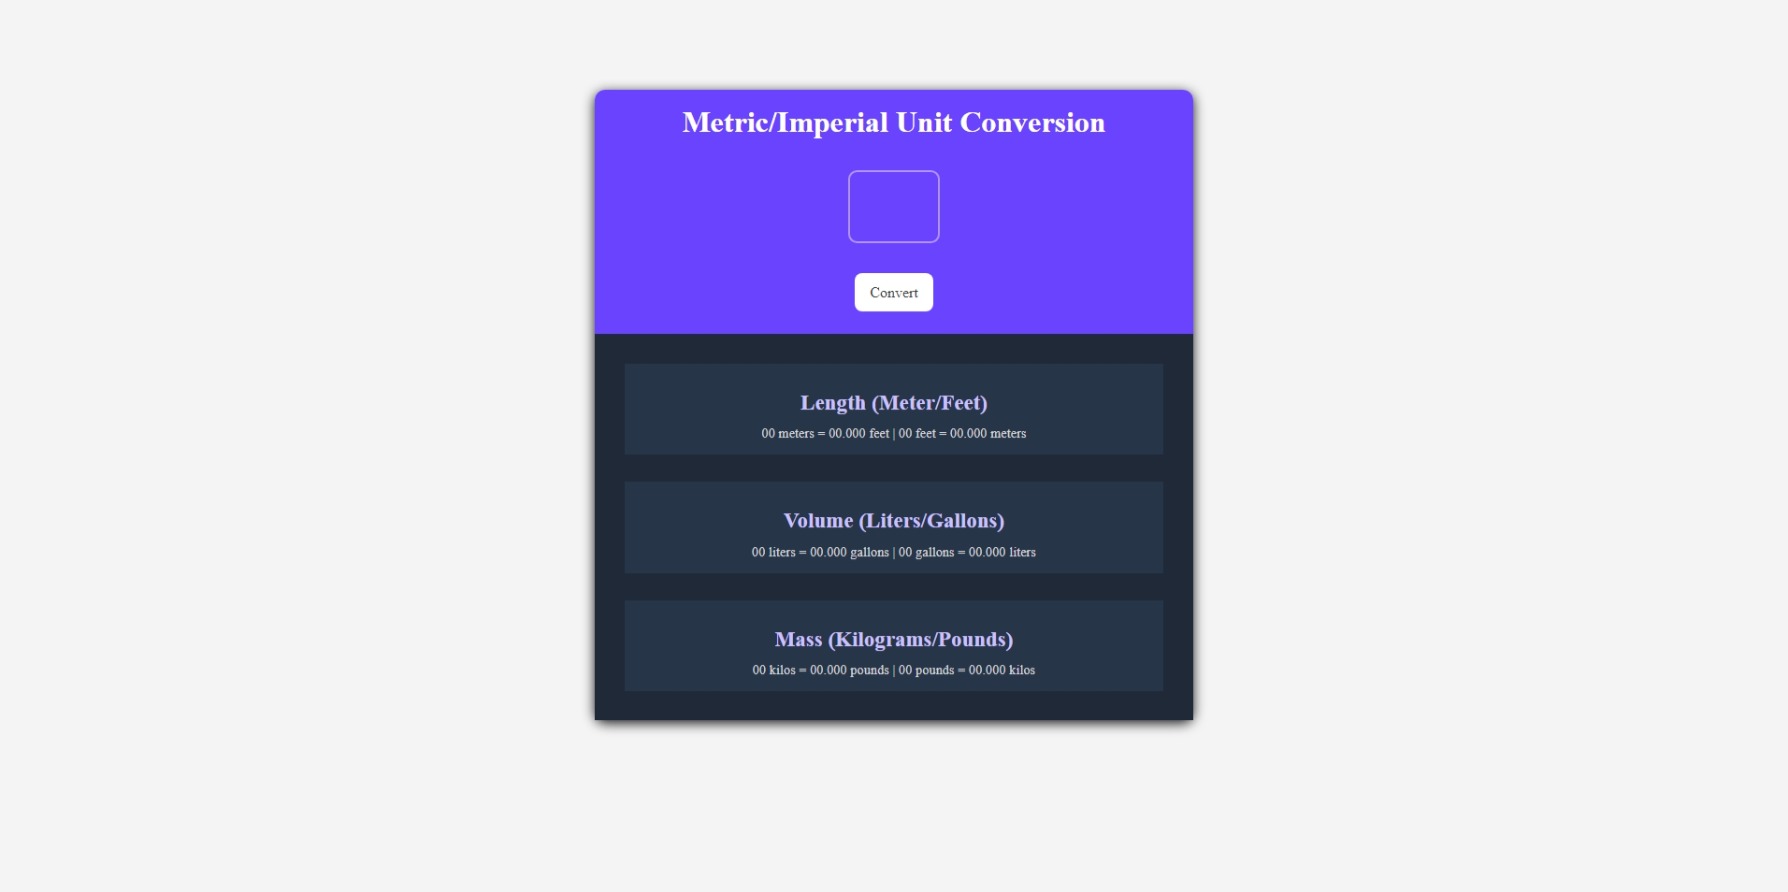 Metric/Imperial Unit Conversion
Convert
Length (Meter/Feet)
00 meters = 00.000 feet | 00 feet = 00.000 meters
Volume (Liters/Gallons)
00 liters = 00.000 gallons | 00 gallons = 00.000 liters
Mass (Kilograms/Pounds)
00 kilos = 00.000 pounds | 00 pounds = 00.000 kilos